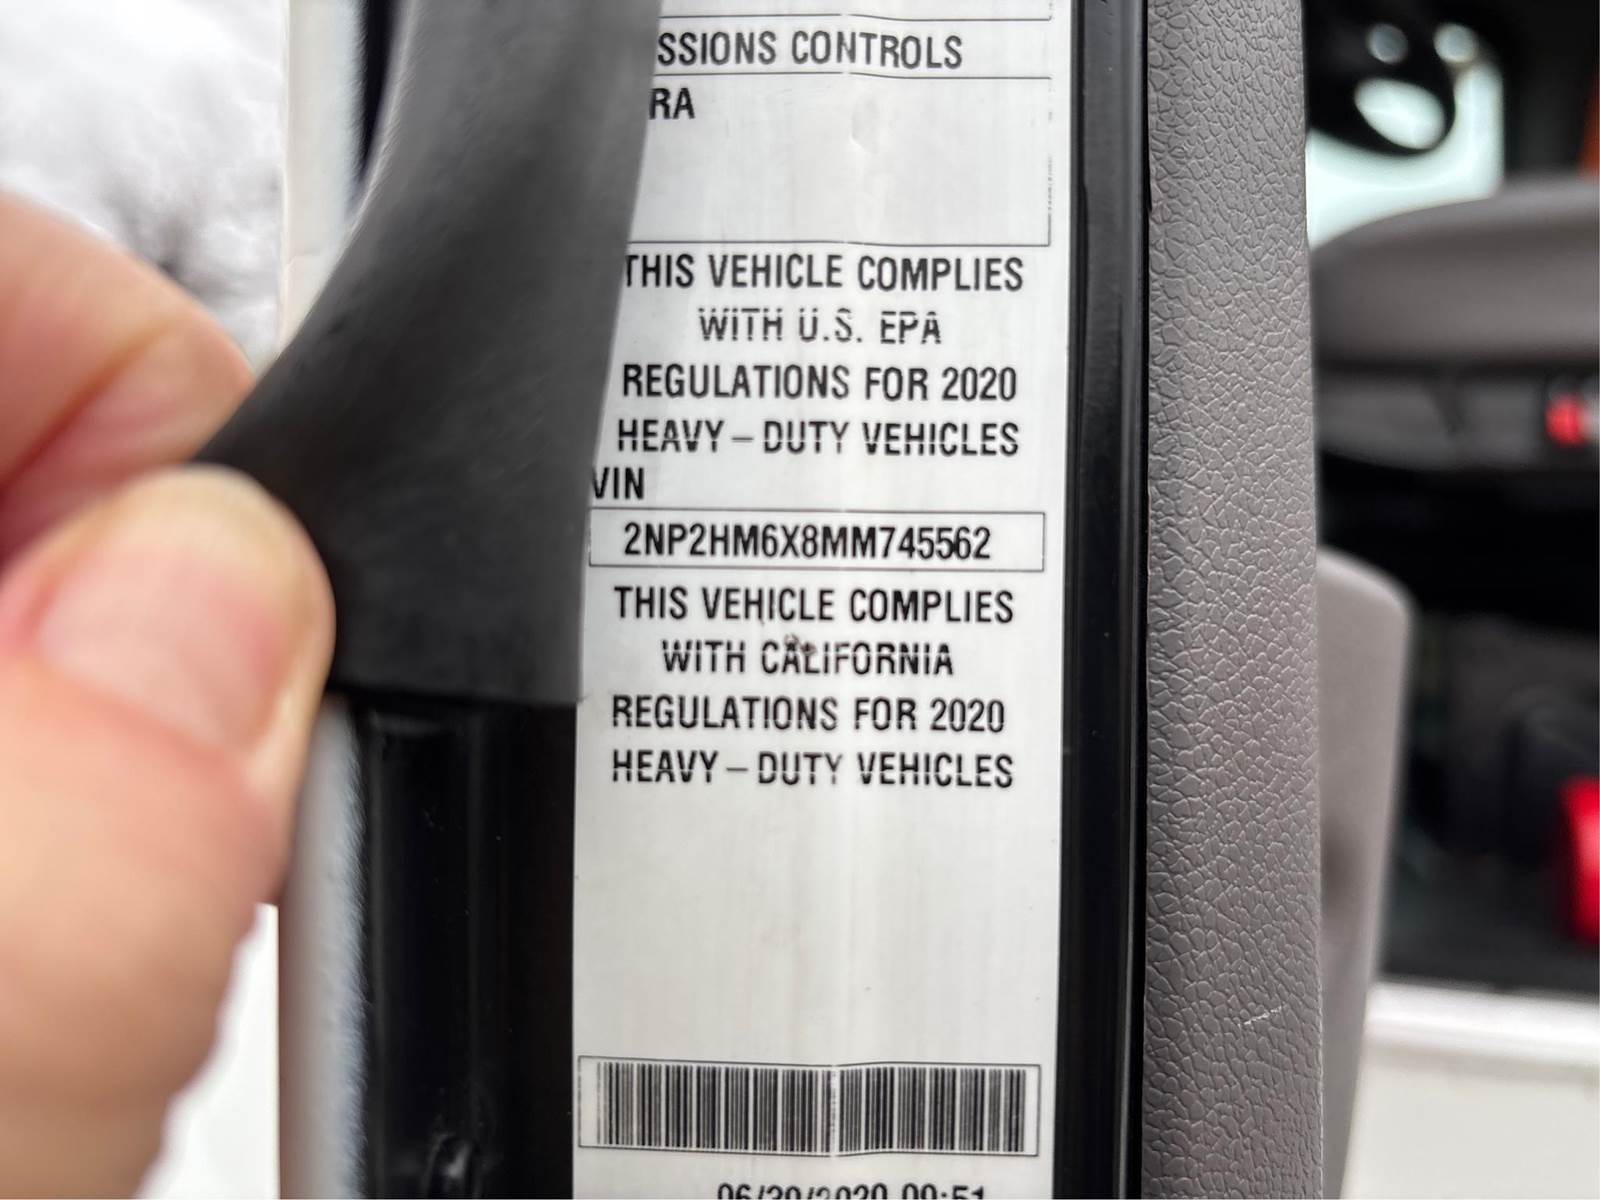 SSIONS CONTROLS
RA
THIS VEHICLE COMPLIES
WITH U.S. EPA
REGULATIONS FOR 2020
HEAVY – DUTY VEHICLES
VIN
2NP2HM6X8MM745562
THIS VEHICLE COMPLIES
WITH CALIFORNIA
REGULATIONS FOR 2020
HEAVY – DUTY VEHICLES